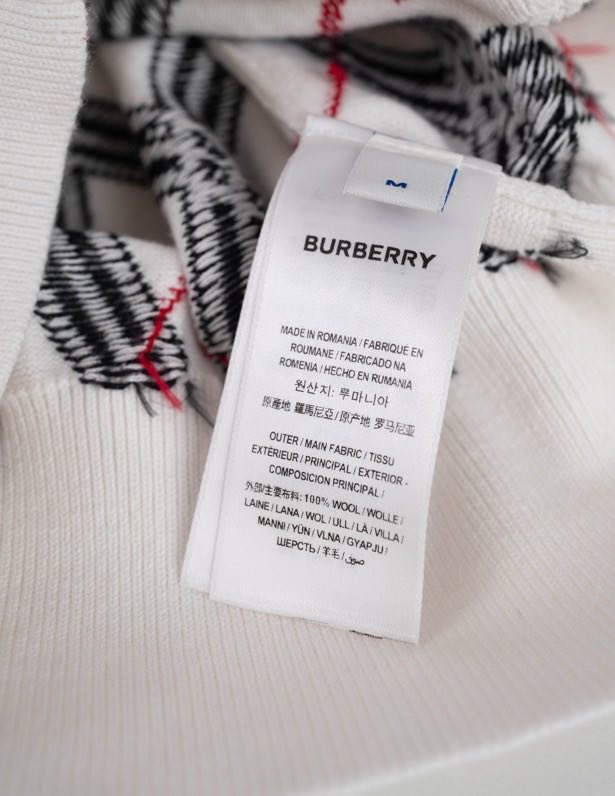 M
BURBERRY
MADE IN ROMANIA / FABRIQUÉ EN
ROUMANE / FABRICADO NA
ROMENIA / HECHO EN RUMANIA
원산지: 루마니아
原產地 羅馬尼亞 / 原产地 罗马尼亚
OUTER / MAIN FABRIC / TISSU
EXTÉRIEUR / PRINCIPAL / EXTERIOR -
COMPOSICION PRINCIPAL /
外部/主要布料: 100% WOOL / WOLLE /
LAINE / LANA / WOL / ULL / LÀ / VILLA /
MANNI / YÜN / VLNA / GYAPJU /
ШЕРСТЬ / 羊毛 / صوف